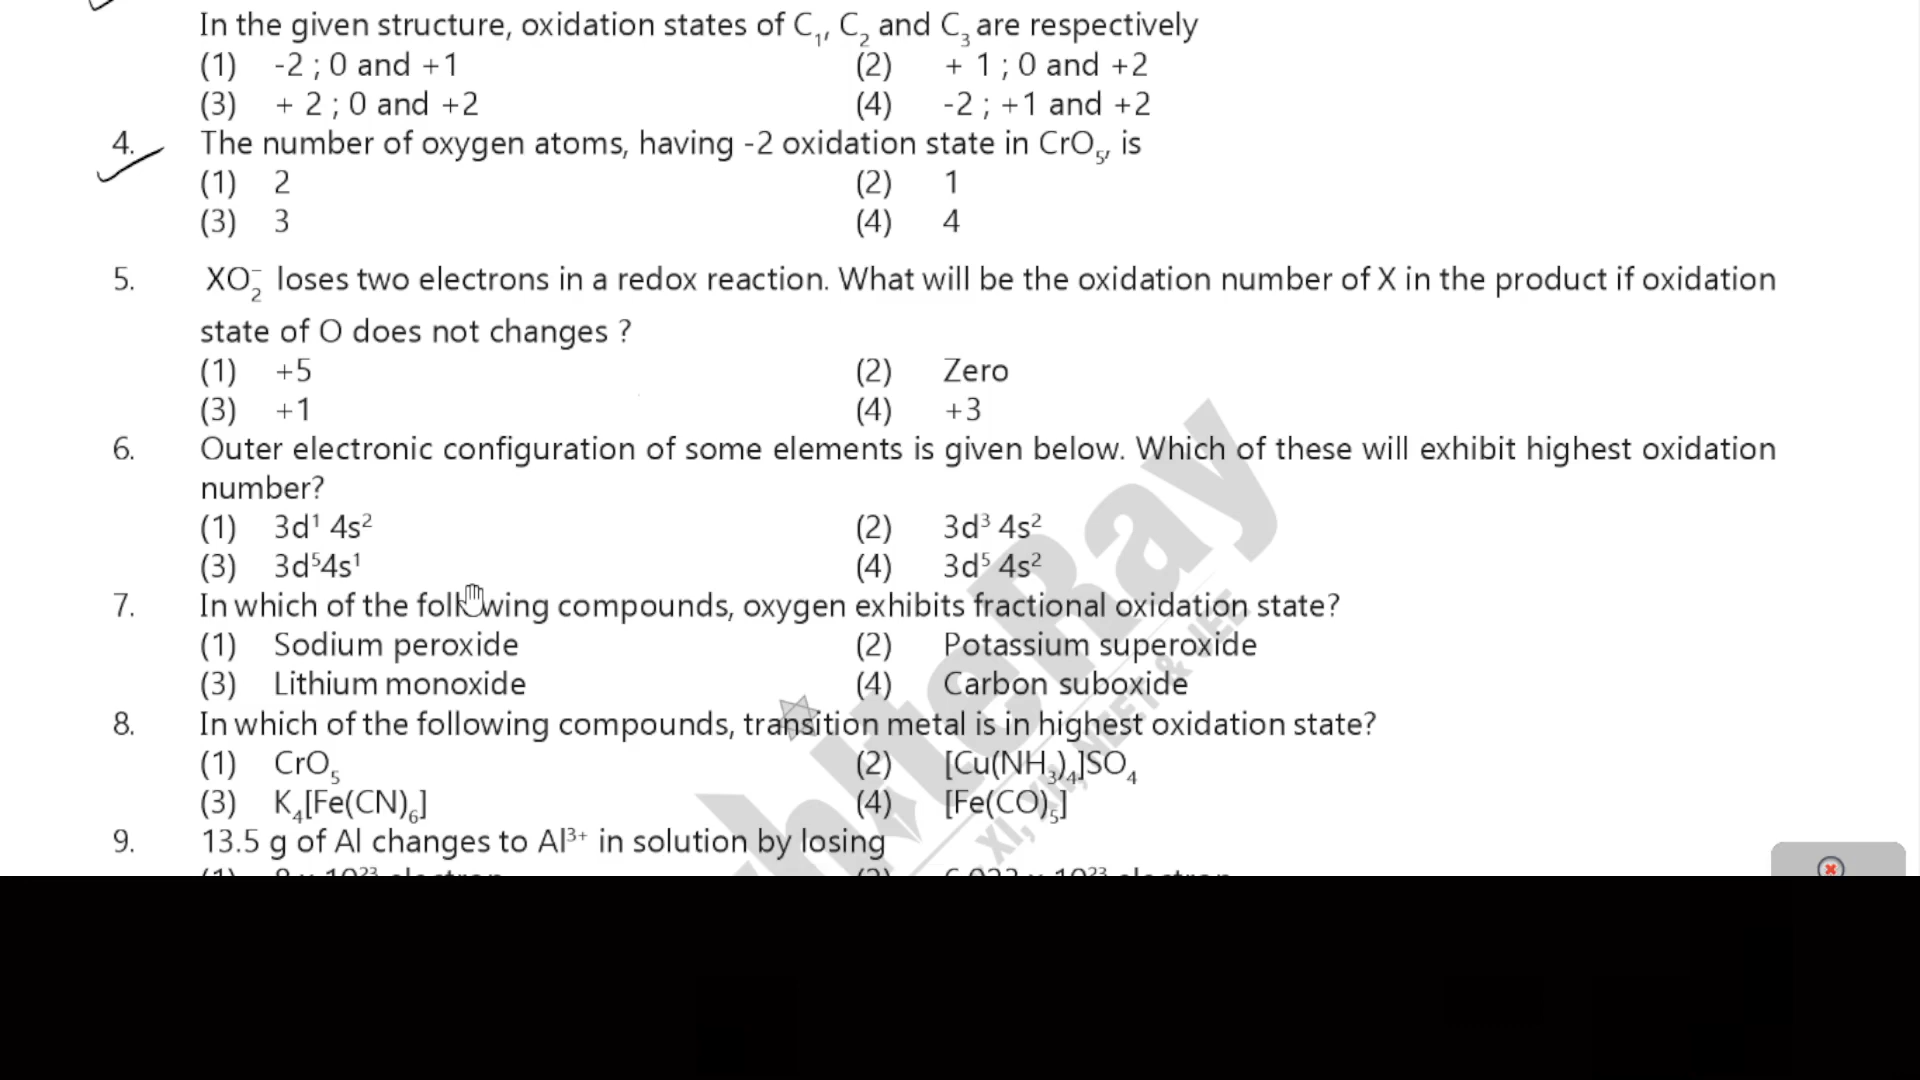 In the given structure, oxidation states of C₁, C₂ and C₃ are respectively
(1) -2 ; 0 and +1 (2) + 1 ; 0 and +2
(3) + 2 ; 0 and +2 (4) -2 ; +1 and +2
4. The number of oxygen atoms, having -2 oxidation state in CrO₅, is
(1) 2 (2) 1
(3) 3 (4) 4
5. XO₂⁻ loses two electrons in a redox reaction. What will be the oxidation number of X in the product if oxidation
state of O does not changes ?
(1) +5 (2) Zero
(3) +1 (4) +3
6. Outer electronic configuration of some elements is given below. Which of these will exhibit highest oxidation
number?
(1) 3d¹ 4s² (2) 3d³ 4s²
(3) 3d⁵4s¹ (4) 3d⁵ 4s²
7. In which of the following compounds, oxygen exhibits fractional oxidation state?
(1) Sodium peroxide (2) Potassium superoxide
(3) Lithium monoxide (4) Carbon suboxide
8. In which of the following compounds, transition metal is in highest oxidation state?
(1) CrO₅ (2) [Cu(NH₃)₄]SO₄
(3) K₄[Fe(CN)₆] (4) [Fe(CO)₅]
9. 13.5 g of Al changes to Al³⁺ in solution by losing
whiteRay
XI, XII, NEET & JEE